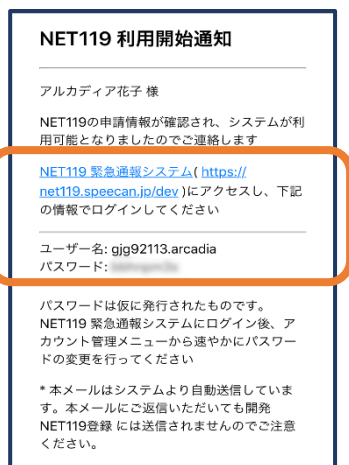 NET119 利用開始通知
アルカディア花子 様
NET119の申請情報が確認され、システムが利
用可能となりましたのでご連絡します
NET119 緊急通報システム( https://
net119.speecan.jp/dev )にアクセスし、下記
の情報でログインしてください
ユーザー名: gjg92113.arcadia
パスワード:
パスワードは仮に発行されたものです。
NET119 緊急通報システムにログイン後、ア
カウント管理メニューから速やかにパスワー
ドの変更を行ってください
* 本メールはシステムより自動送信していま
す。本メールにご返信いただいても開発
NET119登録 には送信されませんのでご注意
ください。